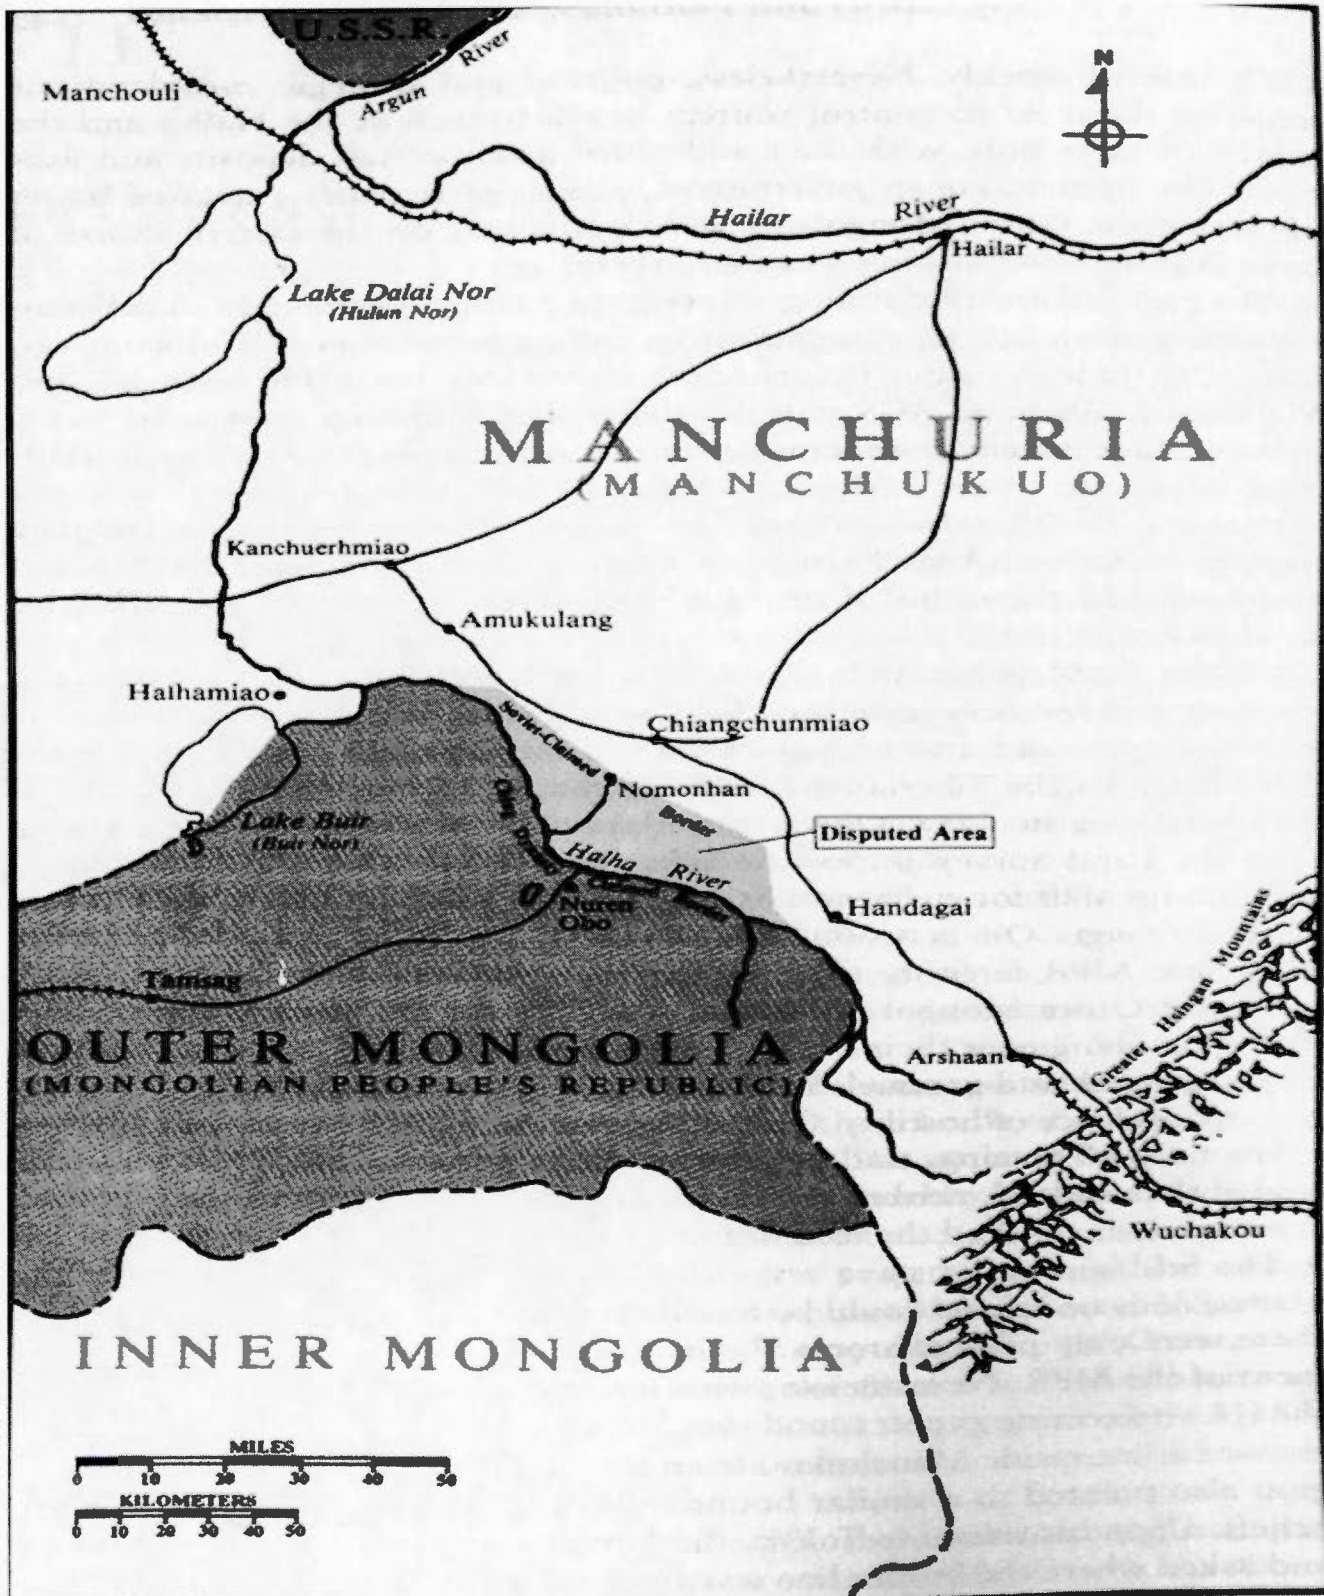 U.S.S.R.
Argun River
Manchouli
N
Hailar River
Hailar
Lake Dalai Nor
(Hulun Nor)
MANCHURIA
(MANCHUKUO)
Kanchuerhmiao
Amukulang
Halhamiao
Chiangchunmiao
Soviet-Claimed
Border
Nomonhan
Disputed Area
Lake Buir
(Buir Nor)
Halha River
Border
Nuren
Obo
Handagai
Tamsag
OUTER MONGOLIA
(MONGOLIAN PEOPLE'S REPUBLIC)
Arshaan
Greater Hsingan Mountains
Wuchakou
INNER MONGOLIA
MILES
0 10 20 30 40 50
KILOMETERS
0 10 20 30 40 50